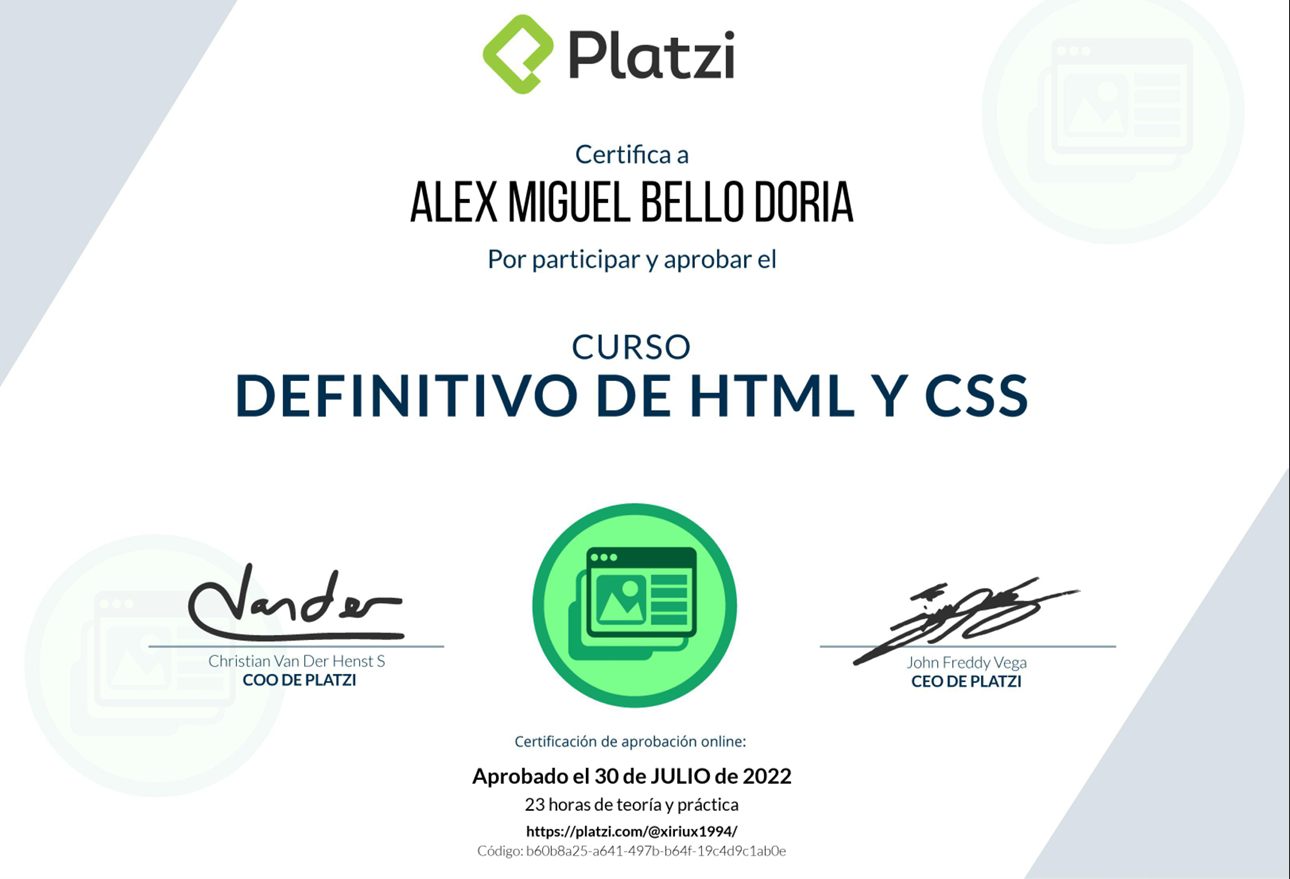 Platzi
Certifica a
ALEX MIGUEL BELLO DORIA
Por participar y aprobar el
CURSO
DEFINITIVO DE HTML Y CSS
Vander
Christian Van Der Henst S
COO DE PLATZI
John Freddy Vega
CEO DE PLATZI
Certificación de aprobación online:
Aprobado el 30 de JULIO de 2022
23 horas de teoría y práctica
https://platzi.com/@xiriux1994/
Código: b60b8a25-a641-497b-b64f-19c4d9c1ab0e